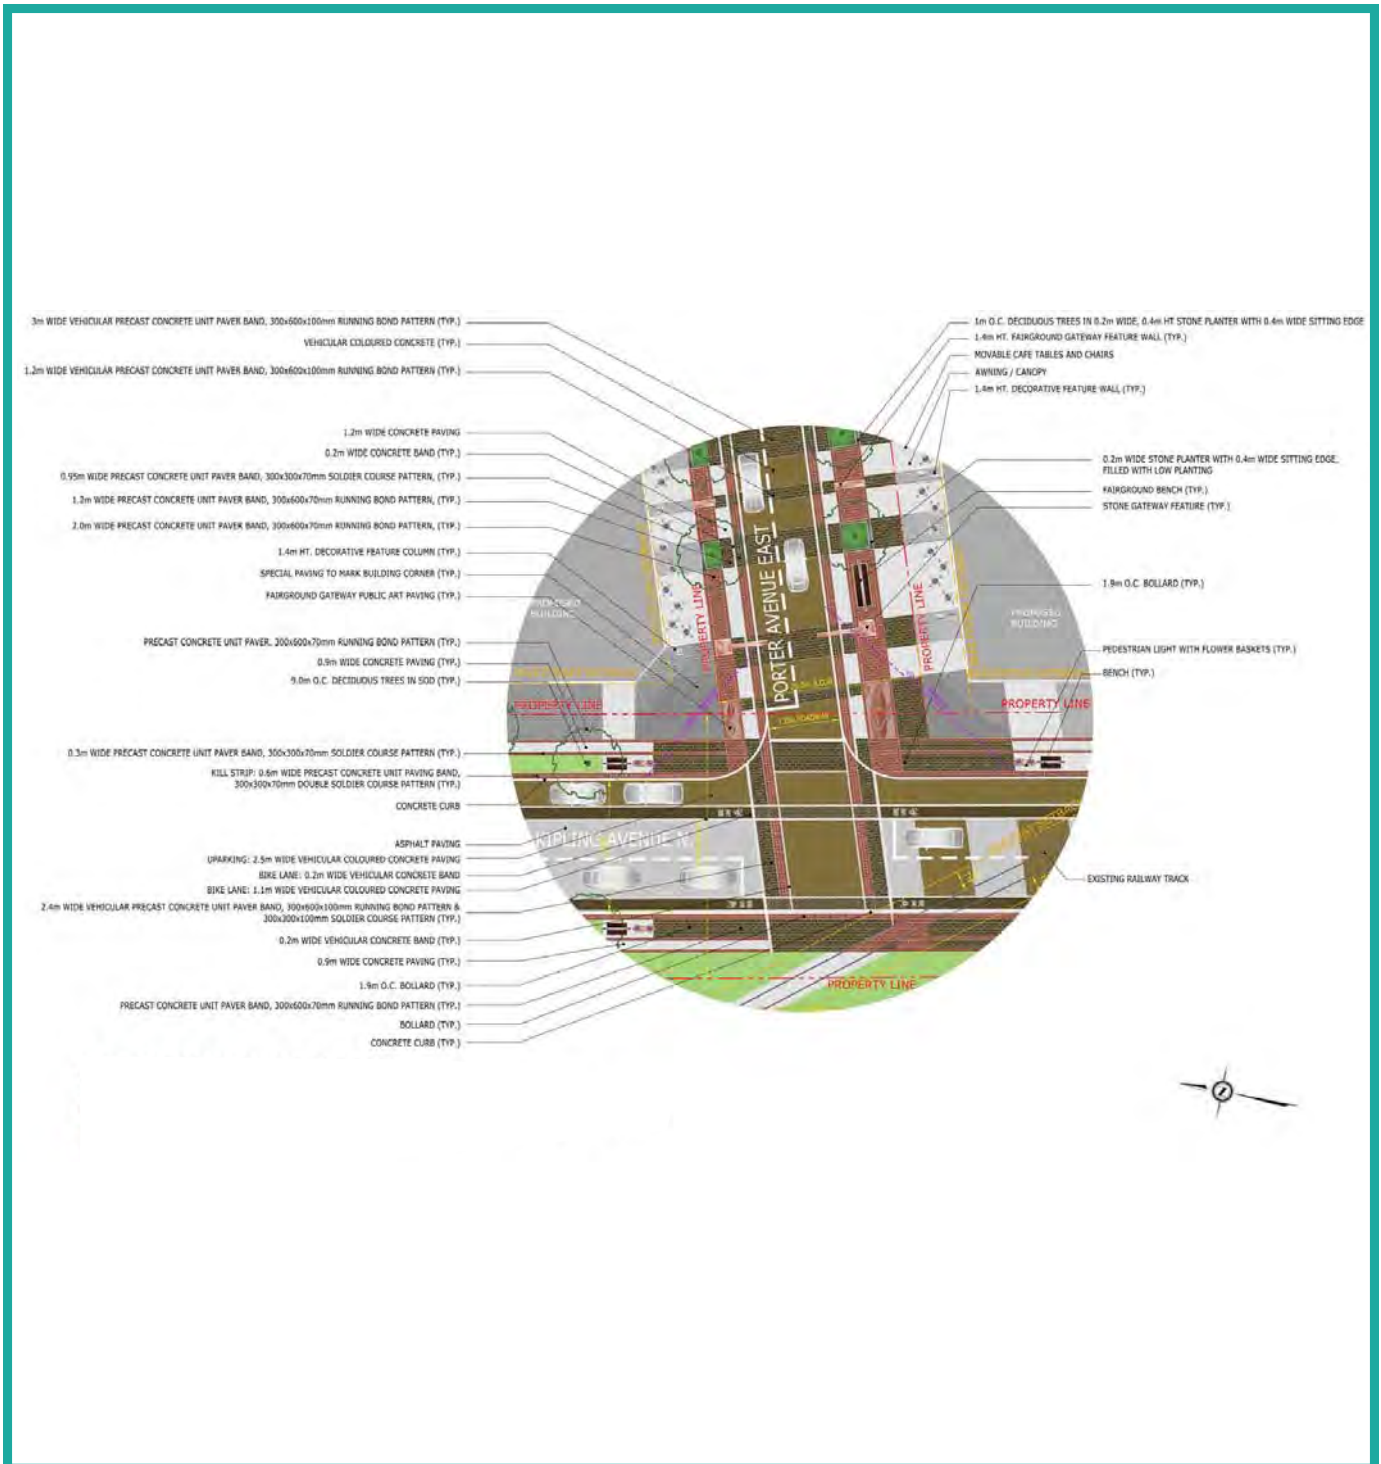 3m WIDE VEHICULAR PRECAST CONCRETE UNIT PAVER BAND, 300x600x100mm RUNNING BOND PATTERN (TYP.)
VEHICULAR COLOURED CONCRETE (TYP.)
1.2m WIDE VEHICULAR PRECAST CONCRETE UNIT PAVER BAND, 300x600x100mm RUNNING BOND PATTERN (TYP.)
1.2m WIDE CONCRETE PAVING
0.2m WIDE CONCRETE BAND (TYP.)
0.95m WIDE PRECAST CONCRETE UNIT PAVER BAND, 300x300x70mm SOLDIER COURSE PATTERN, (TYP.)
1.2m WIDE PRECAST CONCRETE UNIT PAVER BAND, 300x600x70mm RUNNING BOND PATTERN, (TYP.)
2.0m WIDE PRECAST CONCRETE UNIT PAVER BAND, 300x600x70mm RUNNING BOND PATTERN, (TYP.)
1.4m HT. DECORATIVE FEATURE COLUMN (TYP.)
SPECIAL PAVING TO MARK BUILDING CORNER (TYP.)
FAIRGROUND GATEWAY PUBLIC ART PAVING (TYP.)
PRECAST CONCRETE UNIT PAVER, 300x600x70mm RUNNING BOND PATTERN (TYP.)
0.9m WIDE CONCRETE PAVING (TYP.)
9.0m O.C. DECIDUOUS TREES IN SOD (TYP.)
0.3m WIDE PRECAST CONCRETE UNIT PAVER BAND, 300x300x70mm SOLDIER COURSE PATTERN (TYP.)
KILL STRIP: 0.6m WIDE PRECAST CONCRETE UNIT PAVING BAND,
300x300x70mm DOUBLE SOLDIER COURSE PATTERN (TYP.)
CONCRETE CURB
ASPHALT PAVING
UPARKING: 2.5m WIDE VEHICULAR COLOURED CONCRETE PAVING
BIKE LANE: 0.2m WIDE VEHICULAR CONCRETE BAND
BIKE LANE: 1.1m WIDE VEHICULAR COLOURED CONCRETE PAVING
2.4m WIDE VEHICULAR PRECAST CONCRETE UNIT PAVER BAND, 300x600x100mm RUNNING BOND PATTERN &
300x300x100mm SOLDIER COURSE PATTERN (TYP.)
0.2m WIDE VEHICULAR CONCRETE BAND (TYP.)
0.9m WIDE CONCRETE PAVING (TYP.)
1.9m O.C. BOLLARD (TYP.)
PRECAST CONCRETE UNIT PAVER BAND, 300x600x70mm RUNNING BOND PATTERN (TYP.)
BOLLARD (TYP.)
CONCRETE CURB (TYP.)
1m O.C. DECIDUOUS TREES IN 0.2m WIDE, 0.4m HT STONE PLANTER WITH 0.4m WIDE SITTING EDGE
1.4m HT. FAIRGROUND GATEWAY FEATURE WALL (TYP.)
MOVABLE CAFE TABLES AND CHAIRS
AWNING / CANOPY
1.4m HT. DECORATIVE FEATURE WALL (TYP.)
0.2m WIDE STONE PLANTER WITH 0.4m WIDE SITTING EDGE,
FILLED WITH LOW PLANTING
FAIRGROUND BENCH (TYP.)
STONE GATEWAY FEATURE (TYP.)
1.9m O.C. BOLLARD (TYP.)
PEDESTRIAN LIGHT WITH FLOWER BASKETS (TYP.)
BENCH (TYP.)
EXISTING RAILWAY TRACK
PORTER AVENUE EAST
PROPERTY LINE
PROPERTY LINE
PROPOSED
BUILDING
PROPOSED
BUILDING
PROPERTY LINE
PROPERTY LINE
KIPLING AVENUE N.
PROPERTY LINE